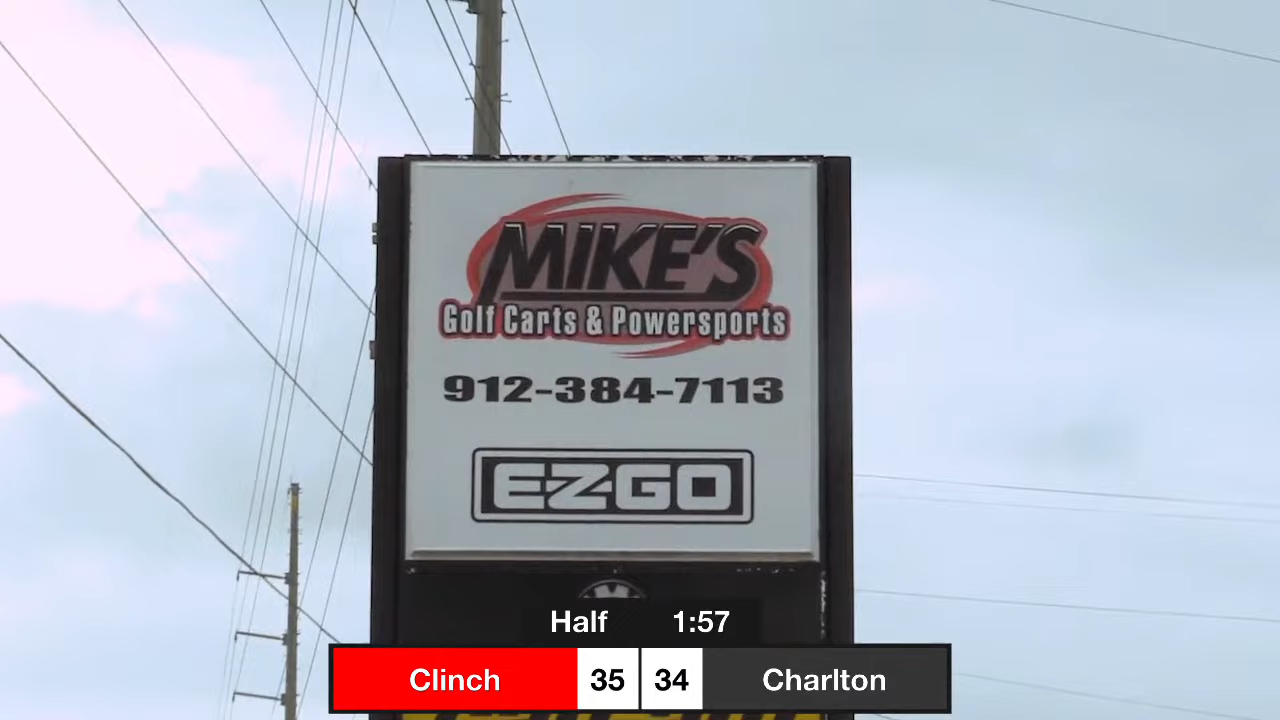 MIKE'S
Golf Carts & Powersports
912-384-7113
EZGO
Half 1:57
Clinch 35 34 Charlton